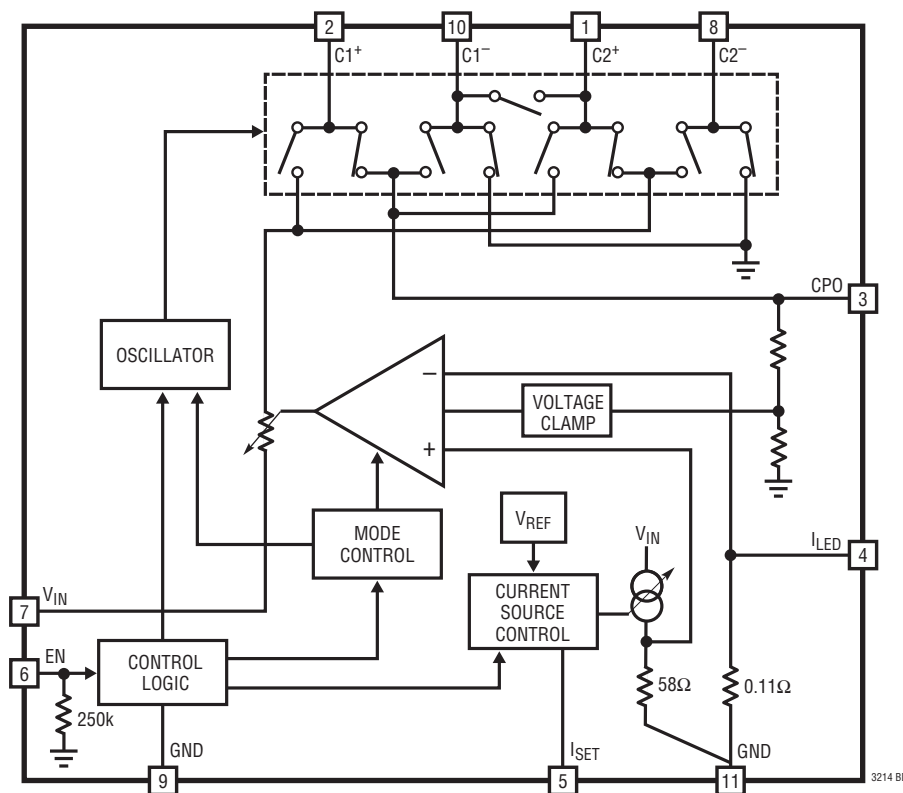 2 10 1 8
C1+ C1– C2+ C2–
CPO
3
OSCILLATOR
–
VOLTAGE
CLAMP
+
VREF
VIN
MODE
CONTROL
ILED
4
CURRENT
SOURCE
CONTROL
7
VIN
6
EN
CONTROL
LOGIC
250k
58Ω
0.11Ω
GND
ISET
GND
9
5
11